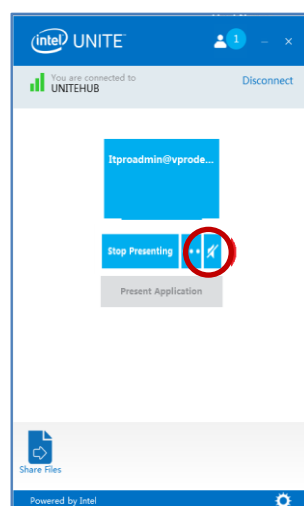 intel UNITE™
1
You are connected to
UNITEHUB
Disconnect
Itproadmin@vprode...
Stop Presenting
Present Application
Share Files
Powered by Intel